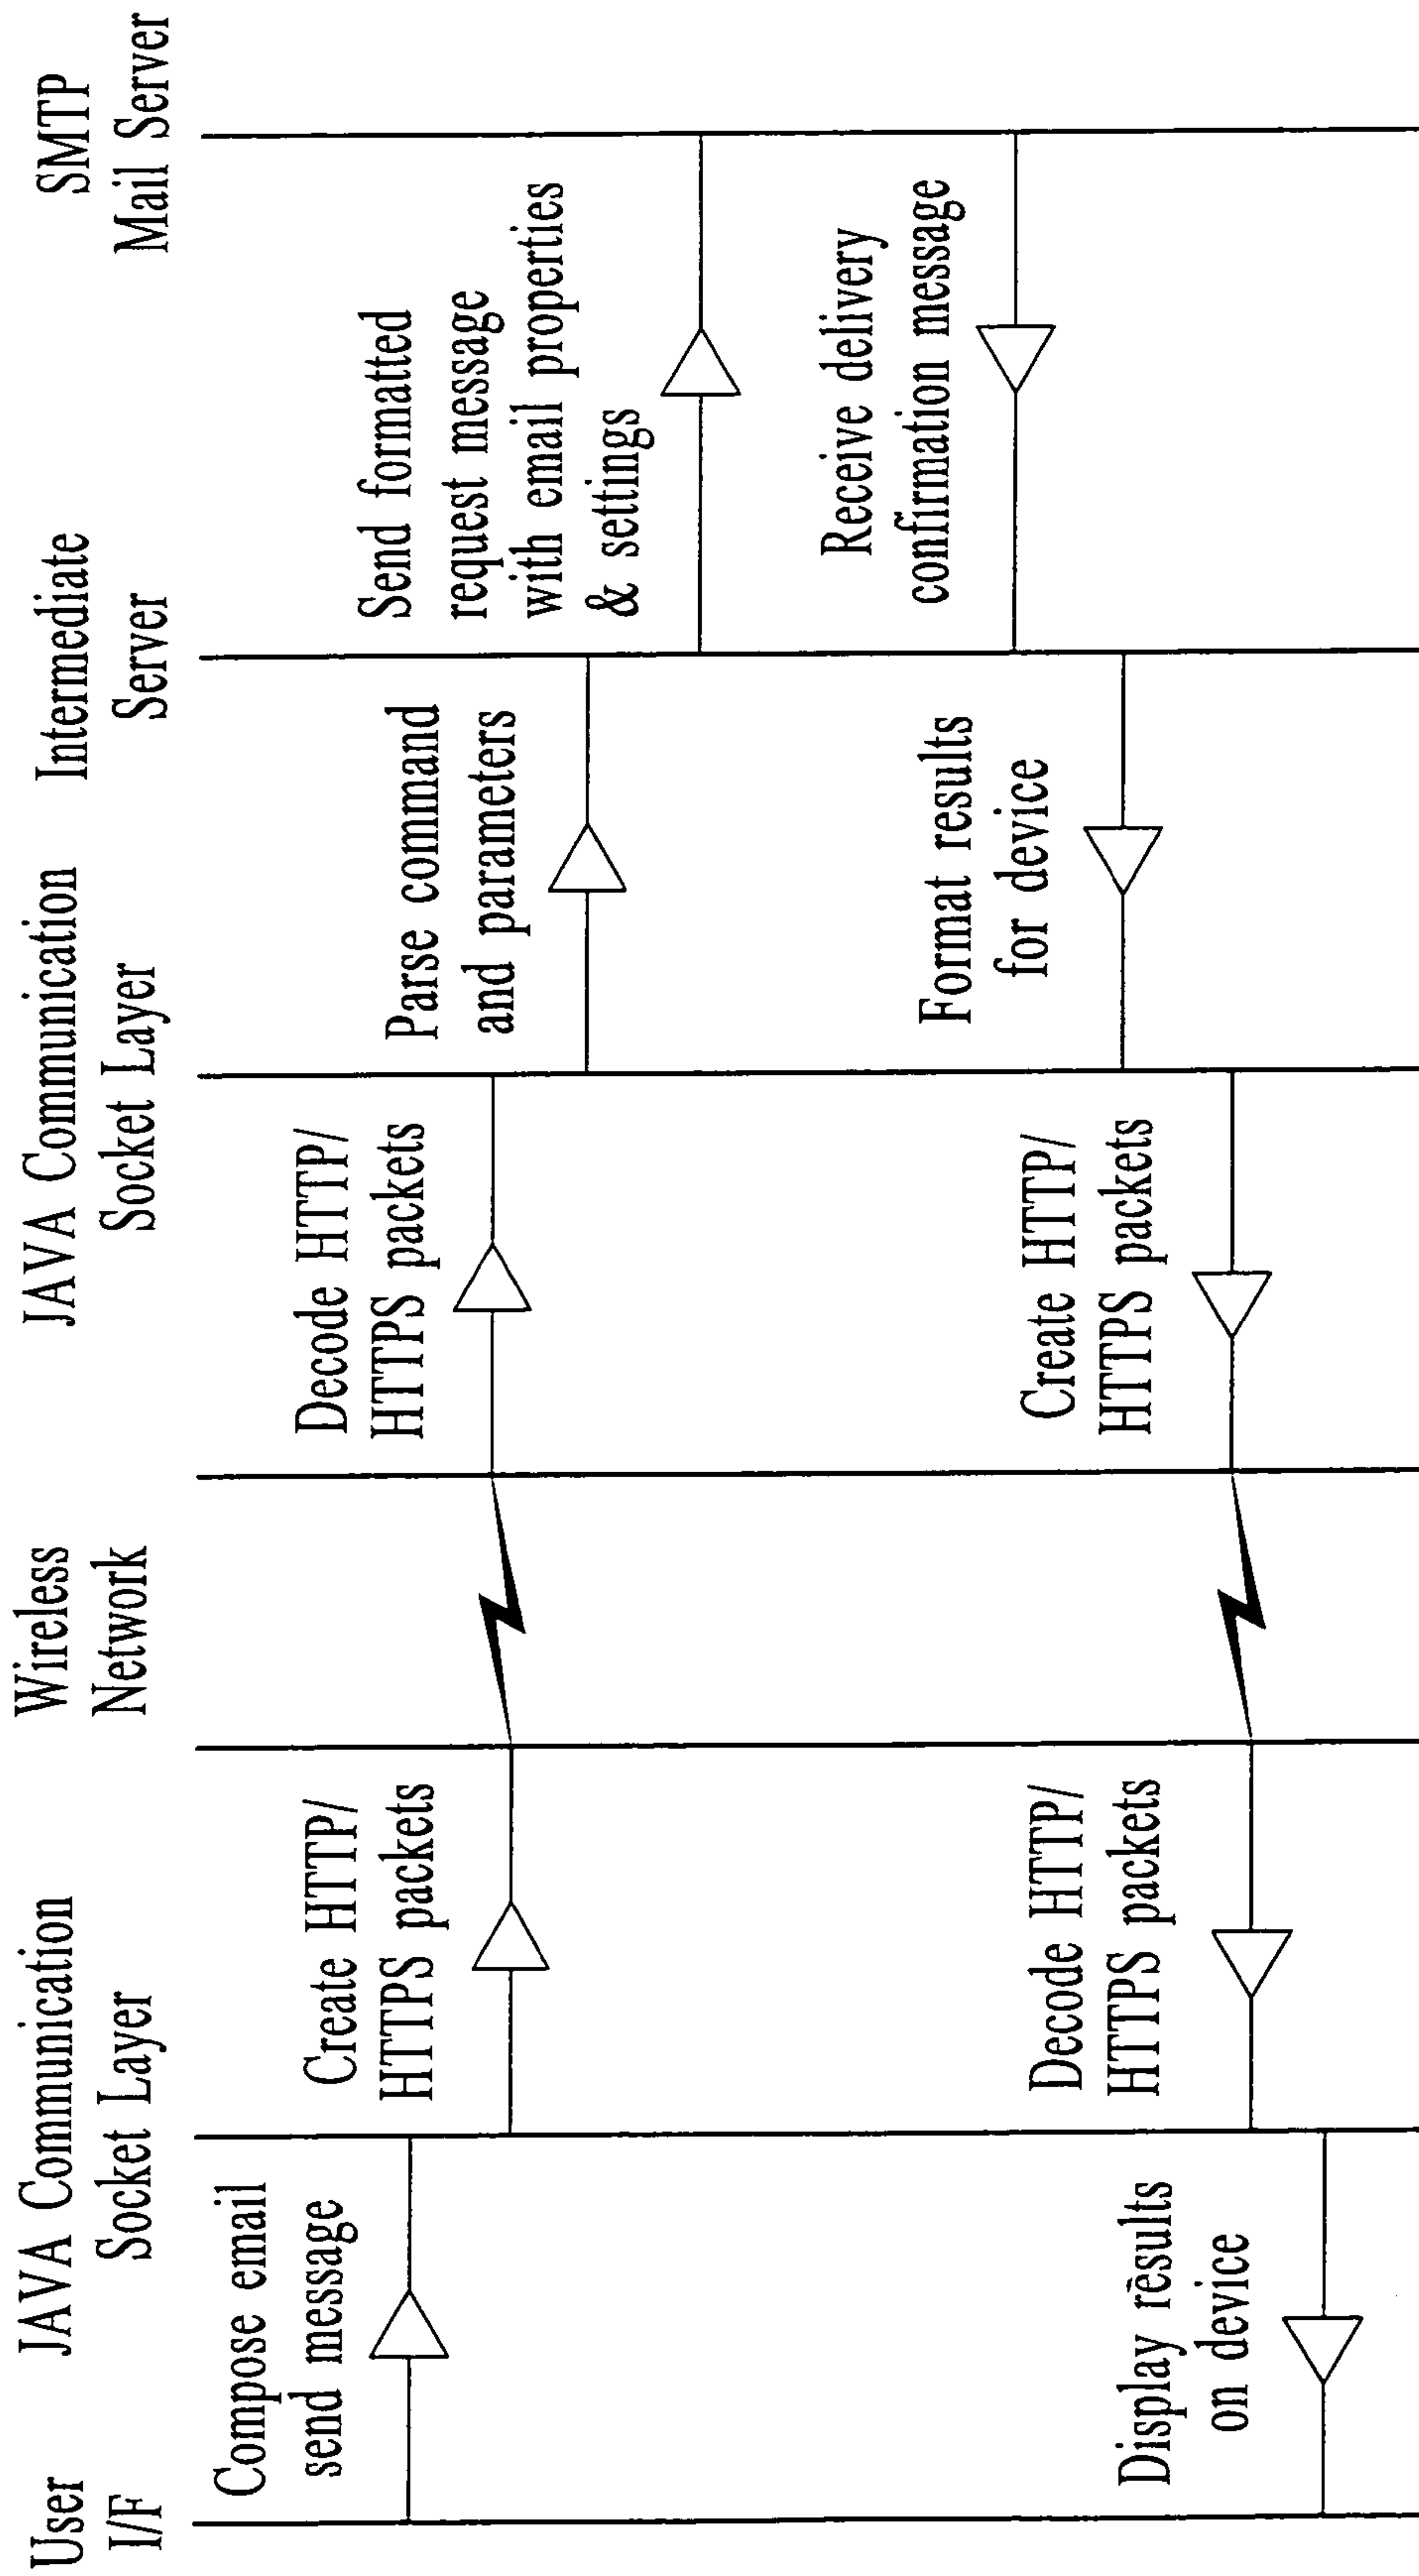 User
I/F
JAVA Communication
Socket Layer
Wireless
Network
JAVA Communication
Socket Layer
Intermediate
Server
SMTP
Mail Server
Compose email
send message
Create HTTP/
HTTPS packets
Decode HTTP/
HTTPS packets
Parse command
and parameters
Send formatted
request message
with email properties
& settings
Receive delivery
confirmation message
Format results
for device
Create HTTP/
HTTPS packets
Decode HTTP/
HTTPS packets
Display results
on device